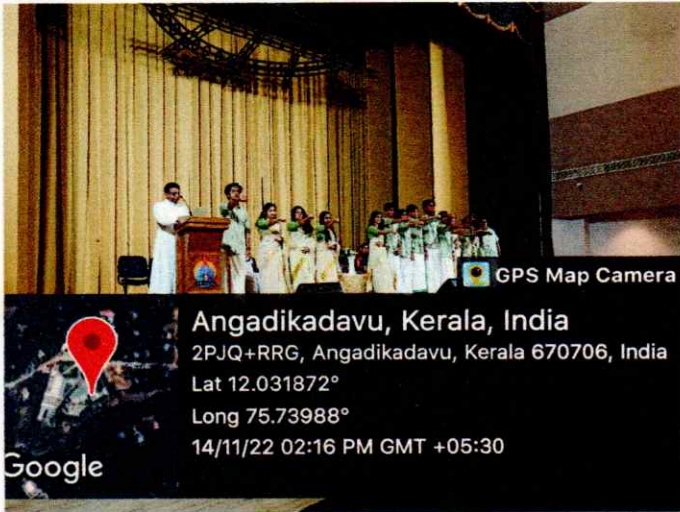 GPS Map Camera
Angadikadavu, Kerala, India
2PJQ+RRG, Angadikadavu, Kerala 670706, India
Lat 12.031872°
Long 75.73988°
14/11/22 02:16 PM GMT +05:30
Google